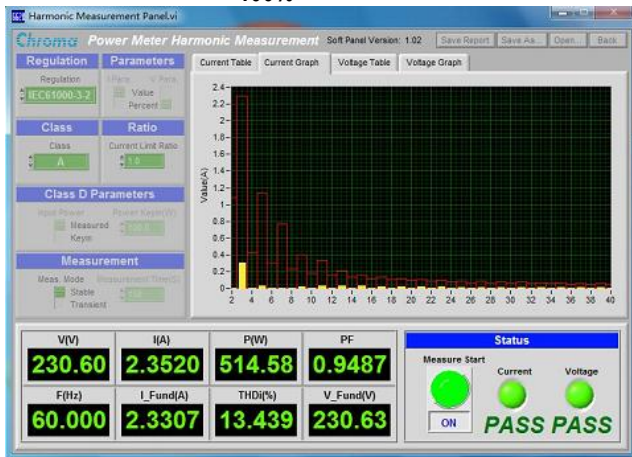 Harmonic Measurement Panel.vi
Chroma Power Meter Harmonic Measurement Soft Panel Version: 1.02 Save Report Save As... Open... Back
Regulation Parameters
Regulation I Para. V Para.
IEC61000-3-2 Value
Percent
Class Ratio
Class Current Limit Ratio
A 1.0
Class D Parameters
Input Power Power Keyin(W)
Measured
Keyin
Measurement
Meas. Mode Measurement Time(S)
Stable
Transient
Current Table Current Graph Voltage Table Voltage Graph
Value(A)
2.4
2
1.8
1.6
1.4
1.2
1
0.8
0.6
0.4
0.2
0
2 4 6 8 10 12 14 16 18 20 22 24 26 28 30 32 34 36 38 40
V(V) I(A) P(W) PF
230.60 2.3520 514.58 0.9487
F(Hz) I_Fund(A) THDi(%) V_Fund(V)
60.000 2.3307 13.439 230.63
Status
Measure Start Current Voltage
ON PASS PASS